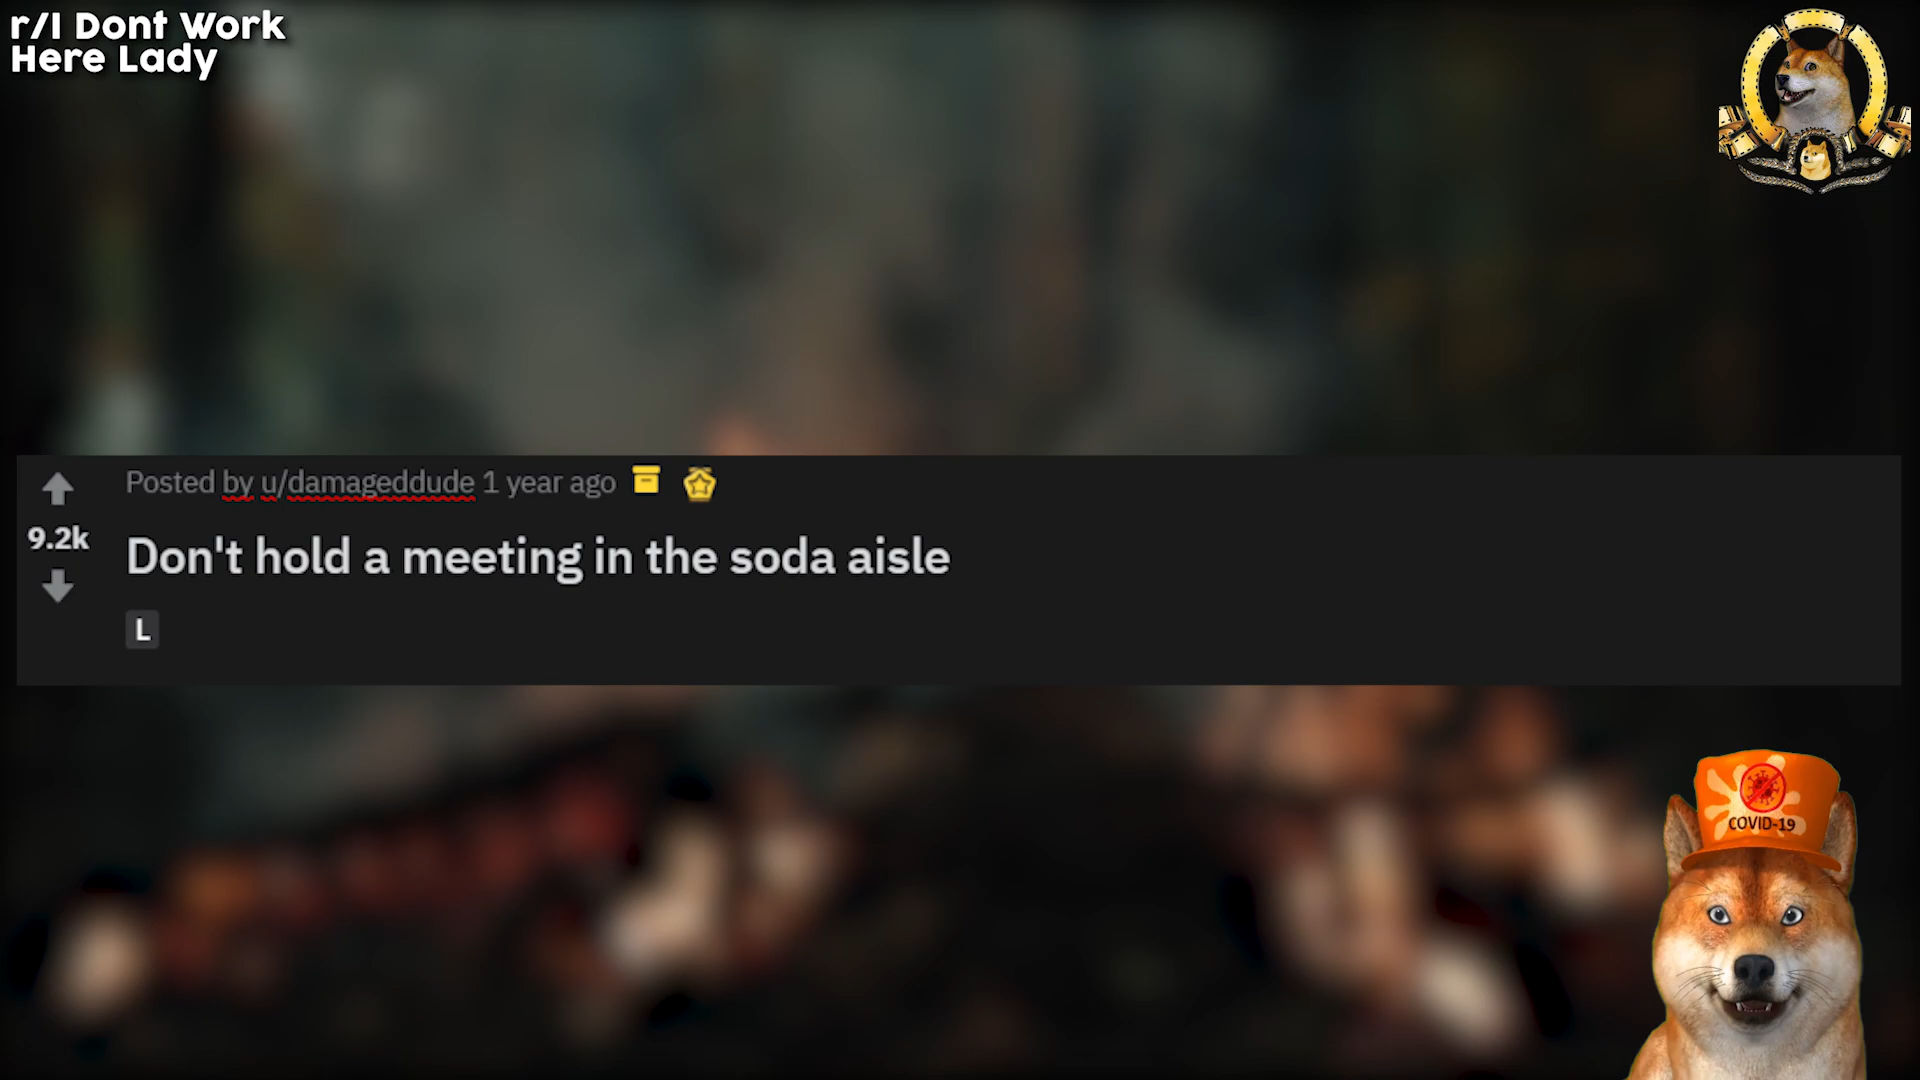 r/I Dont Work
Here Lady
Posted by u/damageddude 1 year ago
9.2k
Don't hold a meeting in the soda aisle
L
COVID-19